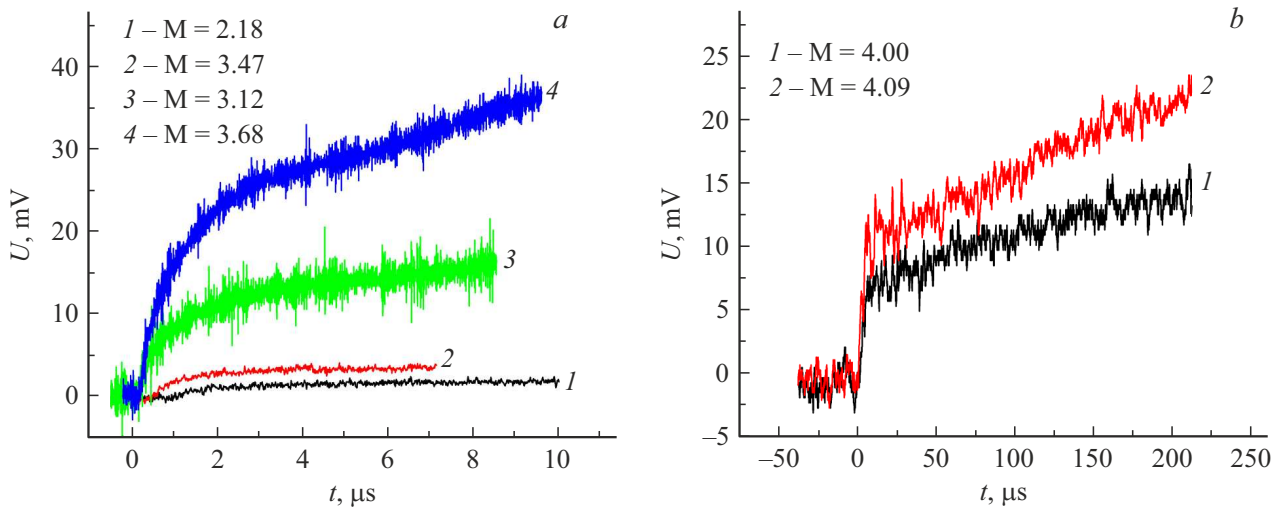 a
1 – M = 2.18
2 – M = 3.47
3 – M = 3.12
4 – M = 3.68
40
30
20
10
0
U, mV
4
3
2
1
0 2 4 6 8 10
t, μs
b
1 – M = 4.00
2 – M = 4.09
25
20
15
10
5
0
–5
U, mV
2
1
–50 0 50 100 150 200 250
t, μs